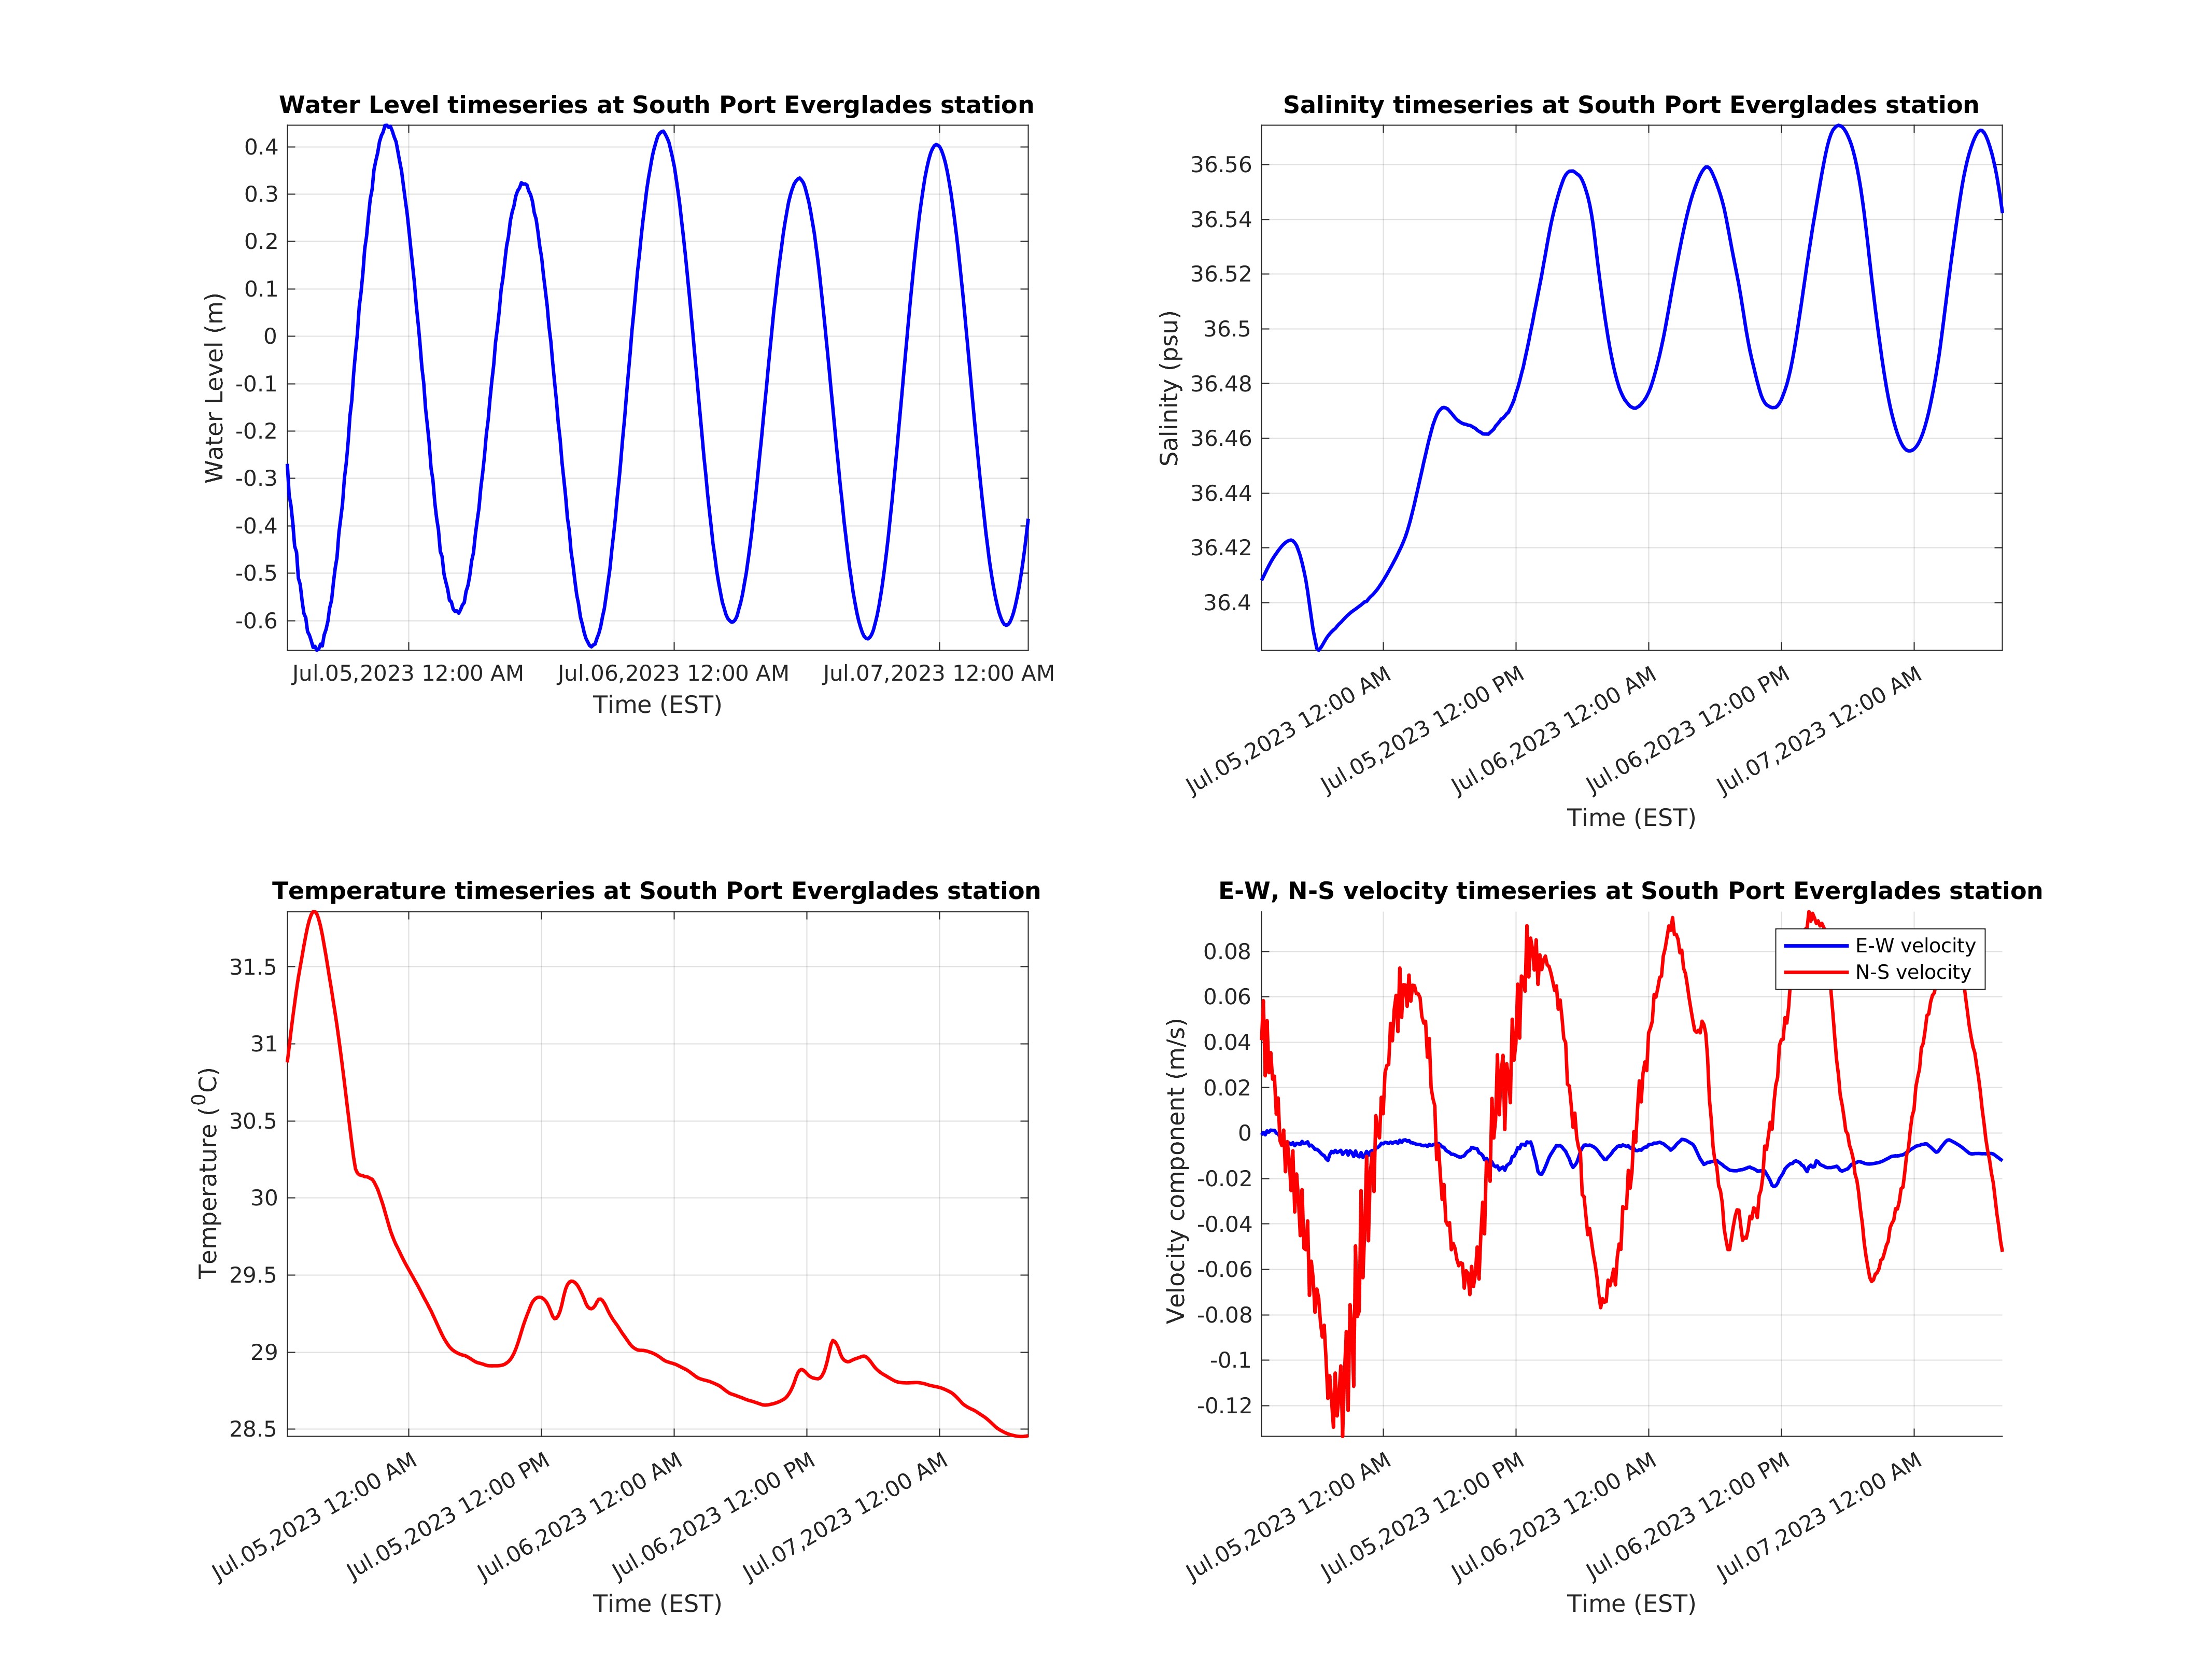 Water Level timeseries at South Port Everglades station
Water Level (m)
0.4
0.3
0.2
0.1
0
-0.1
-0.2
-0.3
-0.4
-0.5
-0.6
Jul.05,2023 12:00 AM
Jul.06,2023 12:00 AM
Jul.07,2023 12:00 AM
Time (EST)
Salinity timeseries at South Port Everglades station
Salinity (psu)
36.56
36.54
36.52
36.5
36.48
36.46
36.44
36.42
36.4
Jul.05,2023 12:00 AM
Jul.05,2023 12:00 PM
Jul.06,2023 12:00 AM
Jul.06,2023 12:00 PM
Jul.07,2023 12:00 AM
Time (EST)
Temperature timeseries at South Port Everglades station
Temperature (⁰C)
31.5
31
30.5
30
29.5
29
28.5
Jul.05,2023 12:00 AM
Jul.05,2023 12:00 PM
Jul.06,2023 12:00 AM
Jul.06,2023 12:00 PM
Jul.07,2023 12:00 AM
Time (EST)
E-W, N-S velocity timeseries at South Port Everglades station
Velocity component (m/s)
0.08
0.06
0.04
0.02
0
-0.02
-0.04
-0.06
-0.08
-0.1
-0.12
E-W velocity
N-S velocity
Jul.05,2023 12:00 AM
Jul.05,2023 12:00 PM
Jul.06,2023 12:00 AM
Jul.06,2023 12:00 PM
Jul.07,2023 12:00 AM
Time (EST)